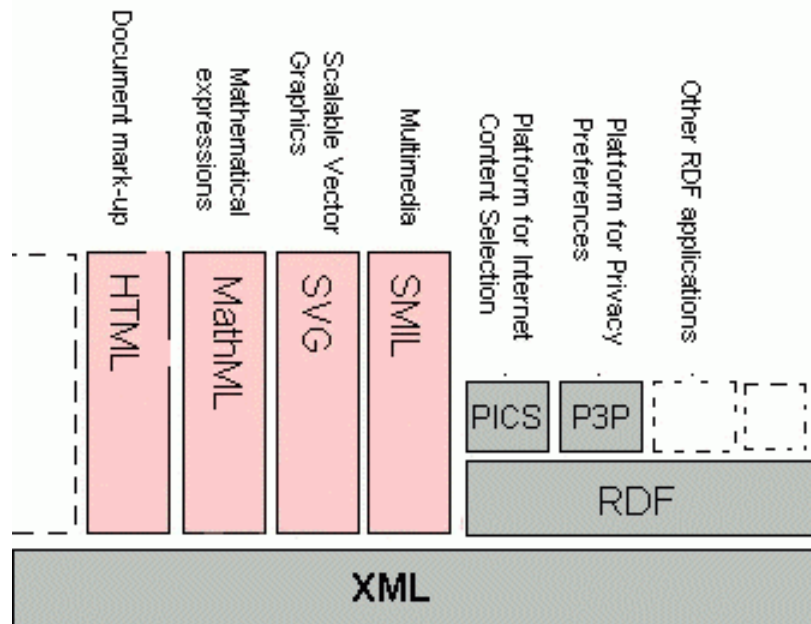 Document mark-up
Mathematical
expressions
Scalable Vector
Graphics
Multimedia
Platform for Internet
Content Selection
Platform for Privacy
Preferences
Other RDF applications
HTML
MathML
SVG
SMIL
PICS
P3P
RDF
XML